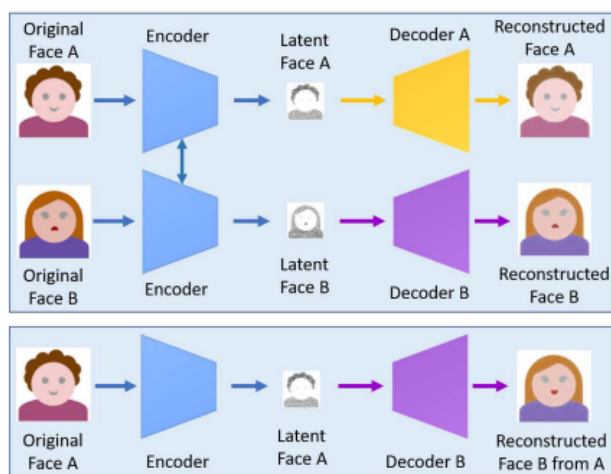 Original
Face A
Encoder
Latent
Face A
Decoder A
Reconstructed
Face A
Original
Face B
Encoder
Latent
Face B
Decoder B
Reconstructed
Face B
Original
Face A
Encoder
Latent
Face A
Decoder B
Reconstructed
Face B from A